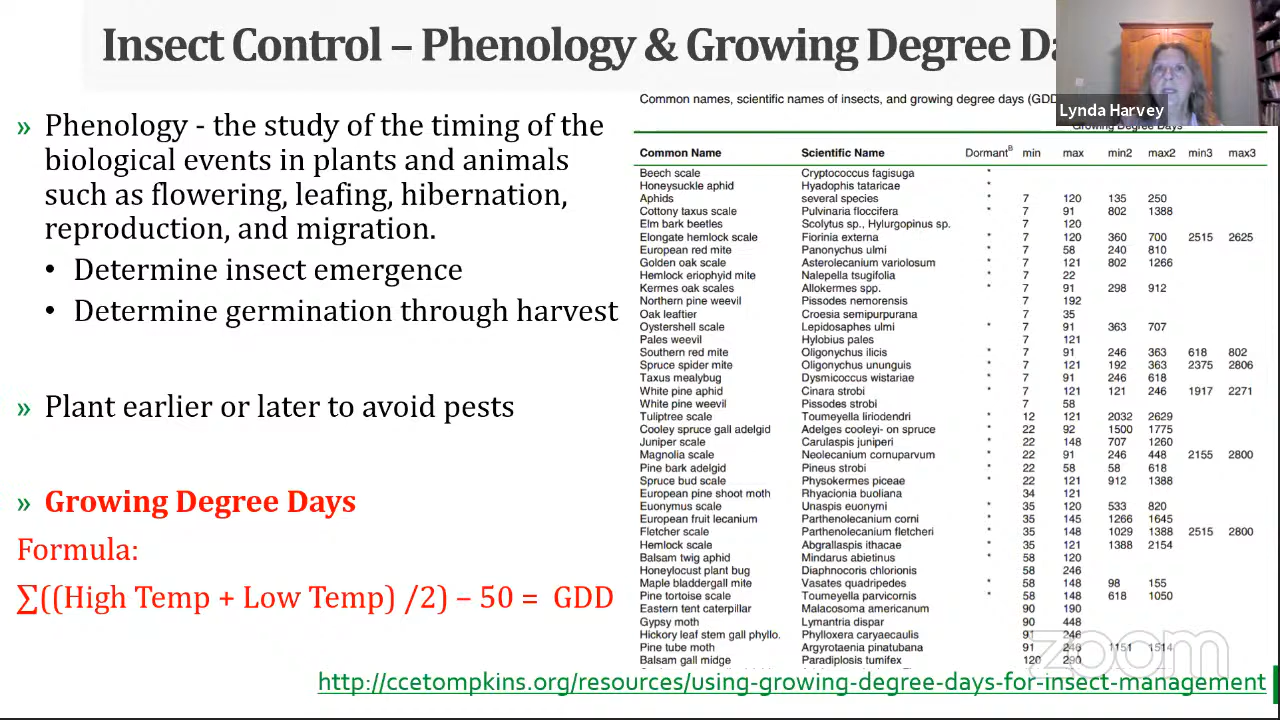 Insect Control – Phenology & Growing Degree
Lynda Harvey
» Phenology - the study of the timing of the
biological events in plants and animals
such as flowering, leafing, hibernation,
reproduction, and migration.
• Determine insect emergence
• Determine germination through harvest
» Plant earlier or later to avoid pests
» Growing Degree Days
Formula:
∑((High Temp + Low Temp) /2) – 50 = GDD
Common names, scientific names of insects, and growing degree days (GDD
Growing Degree Days
Common Name Scientific Name Dormant^B min max min2 max2 min3 max3
Beech scale Cryptococcus fagisuga *
Honeysuckle aphid Hyadophis tataricae *
Aphids several species * 7 120 135 250
Cottony taxus scale Pulvinaria floccifera * 7 91 802 1388
Elm bark beetles Scolytus sp., Hylurgopinus sp. 7 120
Elongate hemlock scale Fiorinia externa * 7 120 360 700 2515 2625
European red mite Panonychus ulmi * 7 58 240 810
Golden oak scale Asterolecanium variolosum * 7 121 802 1266
Hemlock eriophyid mite Nalepella tsugifolia * 7 22
Kermes oak scales Allokermes spp. * 7 91 298 912
Northern pine weevil Pissodes nemorensis 7 192
Oak leaftier Croesia semipurpurana 7 35
Oystershell scale Lepidosaphes ulmi * 7 91 363 707
Pales weevil Hylobius pales 7 121
Southern red mite Oligonychus ilicis * 7 91 246 363 618 802
Spruce spider mite Oligonychus ununguis * 7 121 192 363 2375 2806
Taxus mealybug Dysmicoccus wistariae * 7 91 246 618
White pine aphid Cinara strobi * 7 121 121 246 1917 2271
White pine weevil Pissodes strobi 7 58
Tuliptree scale Toumeyella liriodendri * 12 121 2032 2629
Cooley spruce gall adelgid Adelges cooleyi- on spruce * 22 92 1500 1775
Juniper scale Carulaspis juniperi * 22 148 707 1260
Magnolia scale Neolecanium cornuparvum * 22 91 246 448 2155 2800
Pine bark adelgid Pineus strobi * 22 58 58 618
Spruce bud scale Physokermes piceae * 22 121 912 1388
European pine shoot moth Rhyacionia buoliana 34 121
Euonymus scale Unaspis euonymi * 35 120 533 820
European fruit lecanium Parthenolecanium corni * 35 145 1266 1645
Fletcher scale Parthenolecanium fletcheri * 35 148 1029 1388 2515 2800
Hemlock scale Abgrallaspis ithacae * 35 121 1388 2154
Balsam twig aphid Mindarus abietinus * 58 120
Honeylocust plant bug Diaphnocoris chlorionis 58 246
Maple bladdergall mite Vasates quadripedes * 58 148 98 155
Pine tortoise scale Toumeyella parvicornis * 58 148 618 1050
Eastern tent caterpillar Malacosoma americanum 90 190
Gypsy moth Lymantria dispar 90 448
Hickory leaf stem gall phyllo. Phylloxera caryaecaulis 91 246
Pine tube moth Argyrotaenia pinatubana 91 246 1151 1514
Balsam gall midge Paradiplosis tumifex 120 290
zoom
http://ccetompkins.org/resources/using-growing-degree-days-for-insect-management